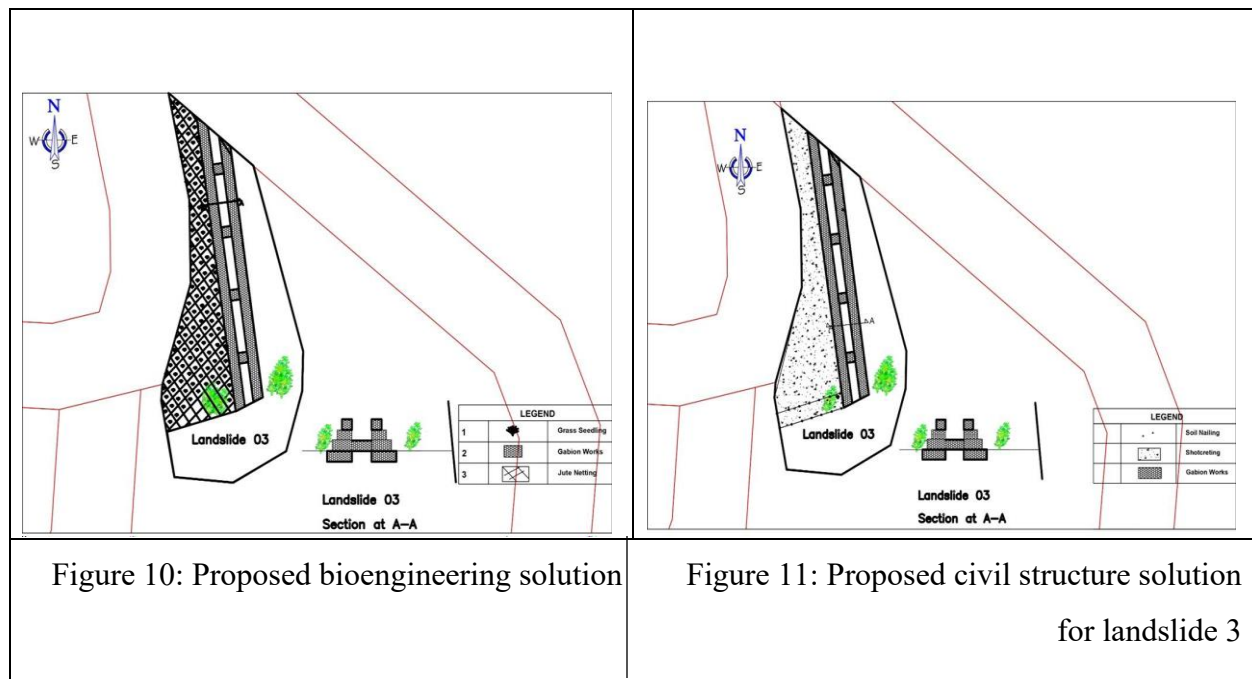 N
W E
S
Landslide 03
LEGEND
1 Grass Seedling
2 Gabion Works
3 Jute Netting
Landslide 03
Section at A-A
N
W E
S
A
Landslide 03
LEGEND
Soil Nailing
Shotcreting
Gabion Works
Landslide 03
Section at A-A
Figure 10: Proposed bioengineering solution
Figure 11: Proposed civil structure solution
for landslide 3